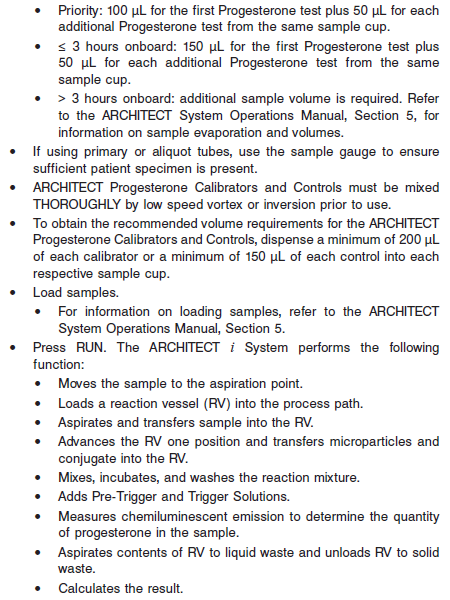 • Priority: 100 µL for the first Progesterone test plus 50 µL for each
additional Progesterone test from the same sample cup.
• ≤ 3 hours onboard: 150 µL for the first Progesterone test plus
50 µL for each additional Progesterone test from the same
sample cup.
• > 3 hours onboard: additional sample volume is required. Refer
to the ARCHITECT System Operations Manual, Section 5, for
information on sample evaporation and volumes.
• If using primary or aliquot tubes, use the sample gauge to ensure
sufficient patient specimen is present.
• ARCHITECT Progesterone Calibrators and Controls must be mixed
THOROUGHLY by low speed vortex or inversion prior to use.
• To obtain the recommended volume requirements for the ARCHITECT
Progesterone Calibrators and Controls, dispense a minimum of 200 µL
of each calibrator or a minimum of 150 µL of each control into each
respective sample cup.
• Load samples.
• For information on loading samples, refer to the ARCHITECT
System Operations Manual, Section 5.
• Press RUN. The ARCHITECT i System performs the following
function:
• Moves the sample to the aspiration point.
• Loads a reaction vessel (RV) into the process path.
• Aspirates and transfers sample into the RV.
• Advances the RV one position and transfers microparticles and
conjugate into the RV.
• Mixes, incubates, and washes the reaction mixture.
• Adds Pre-Trigger and Trigger Solutions.
• Measures chemiluminescent emission to determine the quantity
of progesterone in the sample.
• Aspirates contents of RV to liquid waste and unloads RV to solid
waste.
• Calculates the result.